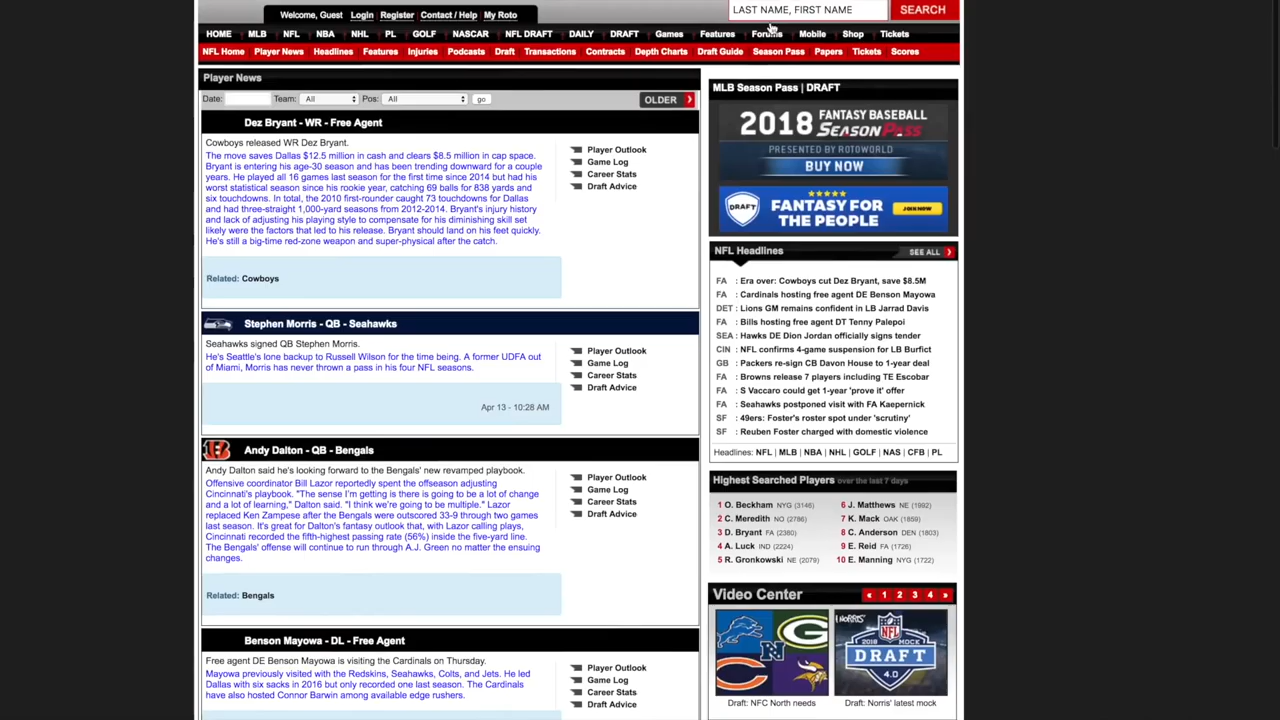 LAST NAME, FIRST NAME SEARCH
Welcome, Guest Login Register Contact / Help My Roto
HOME MLB NFL NBA NHL PL GOLF NASCAR NFL DRAFT DAILY DRAFT Games Features Forums Mobile Shop Tickets
NFL Home Player News Headlines Features Injuries Podcasts Draft Transactions Contracts Depth Charts Draft Guide Season Pass Papers Tickets Scores
Player News
Date: Team: All Pos: All go OLDER
Dez Bryant - WR - Free Agent
Cowboys released WR Dez Bryant.
The move saves Dallas $12.5 million in cash and clears $8.5 million in cap space.
Bryant is entering his age-30 season and has been trending downward for a couple
years. He played all 16 games last season for the first time since 2014 but had his
worst statistical season since his rookie year, catching 69 balls for 838 yards and
six touchdowns. In total, the 2010 first-rounder caught 73 touchdowns for Dallas
and had three-straight 1,000-yard seasons from 2012-2014. Bryant's injury history
and lack of adjusting his playing style to compensate for his diminishing skill set
likely were the factors that led to his release. Bryant should land on his feet quickly.
He's still a big-time red-zone weapon and super-physical after the catch.
Player Outlook
Game Log
Career Stats
Draft Advice
Related: Cowboys
Stephen Morris - QB - Seahawks
Seahawks signed QB Stephen Morris.
He's Seattle's lone backup to Russell Wilson for the time being. A former UDFA out
of Miami, Morris has never thrown a pass in his four NFL seasons.
Player Outlook
Game Log
Career Stats
Draft Advice
Apr 13 - 10:28 AM
Andy Dalton - QB - Bengals
Andy Dalton said he's looking forward to the Bengals' new revamped playbook.
Offensive coordinator Bill Lazor reportedly spent the offseason adjusting
Cincinnati's playbook. "The sense I'm getting is there is going to be a lot of change
and a lot of learning," Dalton said. "I think we're going to be multiple." Lazor
replaced Ken Zampese after the Bengals were outscored 33-9 through two games
last season. It's great for Dalton's fantasy outlook that, with Lazor calling plays,
Cincinnati recorded the fifth-highest passing rate (56%) inside the five-yard line.
The Bengals' offense will continue to run through A.J. Green no matter the ensuing
changes.
Player Outlook
Game Log
Career Stats
Draft Advice
Related: Bengals
Benson Mayowa - DL - Free Agent
Free agent DE Benson Mayowa is visiting the Cardinals on Thursday.
Mayowa previously visited with the Redskins, Seahawks, Colts, and Jets. He led
Dallas with six sacks in 2016 but only recorded one last season. The Cardinals
have also hosted Connor Barwin among available edge rushers.
Player Outlook
Game Log
Career Stats
Draft Advice
MLB Season Pass | DRAFT
2018 FANTASY BASEBALL
SEASON PASS
PRESENTED BY ROTOWORLD
BUY NOW
DRAFT FANTASY FOR THE PEOPLE JOIN NOW
NFL Headlines SEE ALL
FA : Era over: Cowboys cut Dez Bryant, save $8.5M
FA : Cardinals hosting free agent DE Benson Mayowa
DET : Lions GM remains confident in LB Jarrad Davis
FA : Bills hosting free agent DT Tenny Palepoi
SEA : Hawks DE Dion Jordan officially signs tender
CIN : NFL confirms 4-game suspension for LB Burfict
GB : Packers re-sign CB Davon House to 1-year deal
FA : Browns release 7 players including TE Escobar
FA : S Vaccaro could get 1-year 'prove it' offer
FA : Seahawks postponed visit with FA Kaepernick
SF : 49ers: Foster's roster spot under 'scrutiny'
SF : Reuben Foster charged with domestic violence
Headlines: NFL | MLB | NBA | NHL | GOLF | NAS | CFB | PL
Highest Searched Players over the last 7 days
1 O. Beckham NYG (3146) 6 J. Matthews NE (1992)
2 C. Meredith NO (2786) 7 K. Mack OAK (1859)
3 D. Bryant FA (2380) 8 C. Anderson DEN (1803)
4 A. Luck IND (2224) 9 E. Reid FA (1726)
5 R. Gronkowski NE (2079) 10 E. Manning NYG (1722)
Video Center « 1 2 3 4 »
NORRIS'
NFL
2018 MOCK
DRAFT
4.0
Draft: NFC North needs Draft: Norris' latest mock